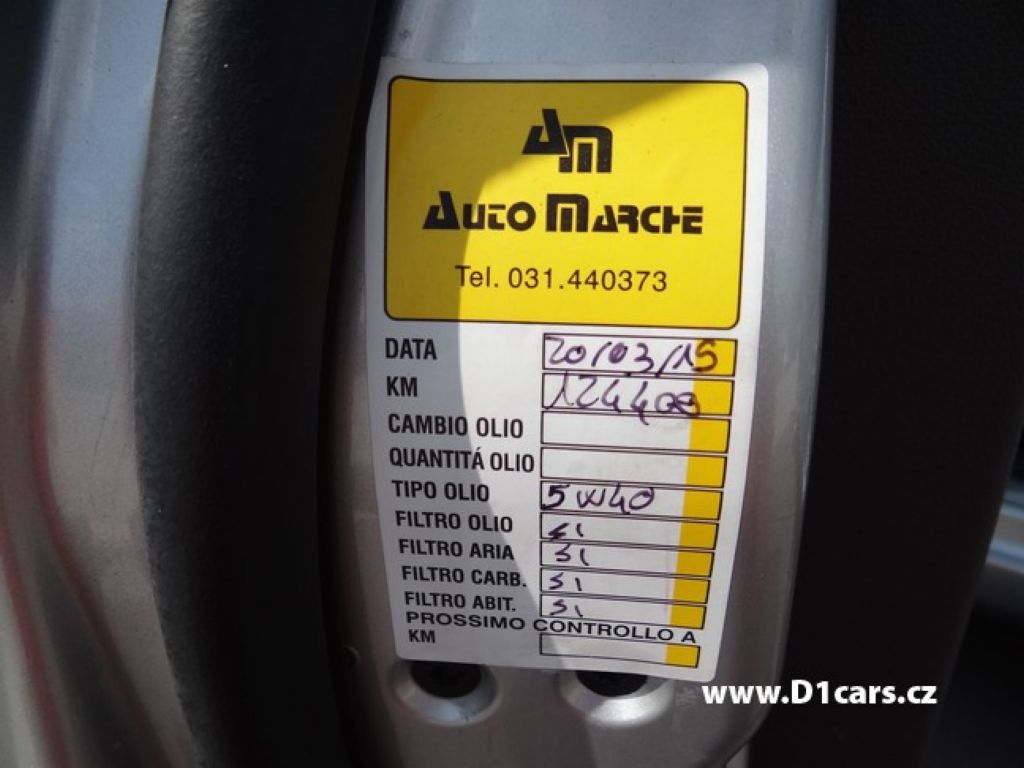 AM
AUTO MARCHE
Tel. 031.440373
DATA 20/03/15
KM 124408
CAMBIO OLIO
QUANTITÁ OLIO
TIPO OLIO 5W40
FILTRO OLIO SI
FILTRO ARIA SI
FILTRO CARB. SI
FILTRO ABIT. SI
PROSSIMO CONTROLLO A
KM
www.D1cars.cz